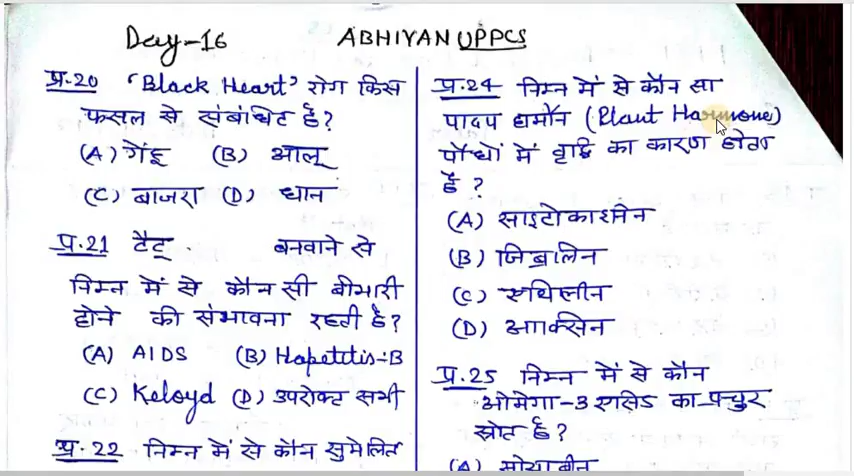 Day-16 ABHIYAN UPPCS
प्र.20 'Black Heart' रोग किस
फसल से संबंधित है?
(A) गेंहू (B) आलू
(C) बाजरा (D) धान
प्र.21 टैटू बनवाने से
निम्न में से कौन सी बीमारी
होने की संभावना रहती है?
(A) AIDS (B) Hapetitis-B
(C) Keloyd (D) उपरोक्त सभी
प्र.22 निम्न में से कौन सुमेलित
प्र.24 निम्न में से कौन सा
पादप हार्मोन (Plant Harmone)
पौधों में वृद्धि का कारण होता
है?
(A) साइटोकाइनिन
(B) जिब्रालिन
(C) एथिलीन
(D) आक्सिन
प्र.25 निम्न में से कौन
ओमेगा-3 एसिड का प्रचुर
स्रोत है?
(A) सोयाबीन